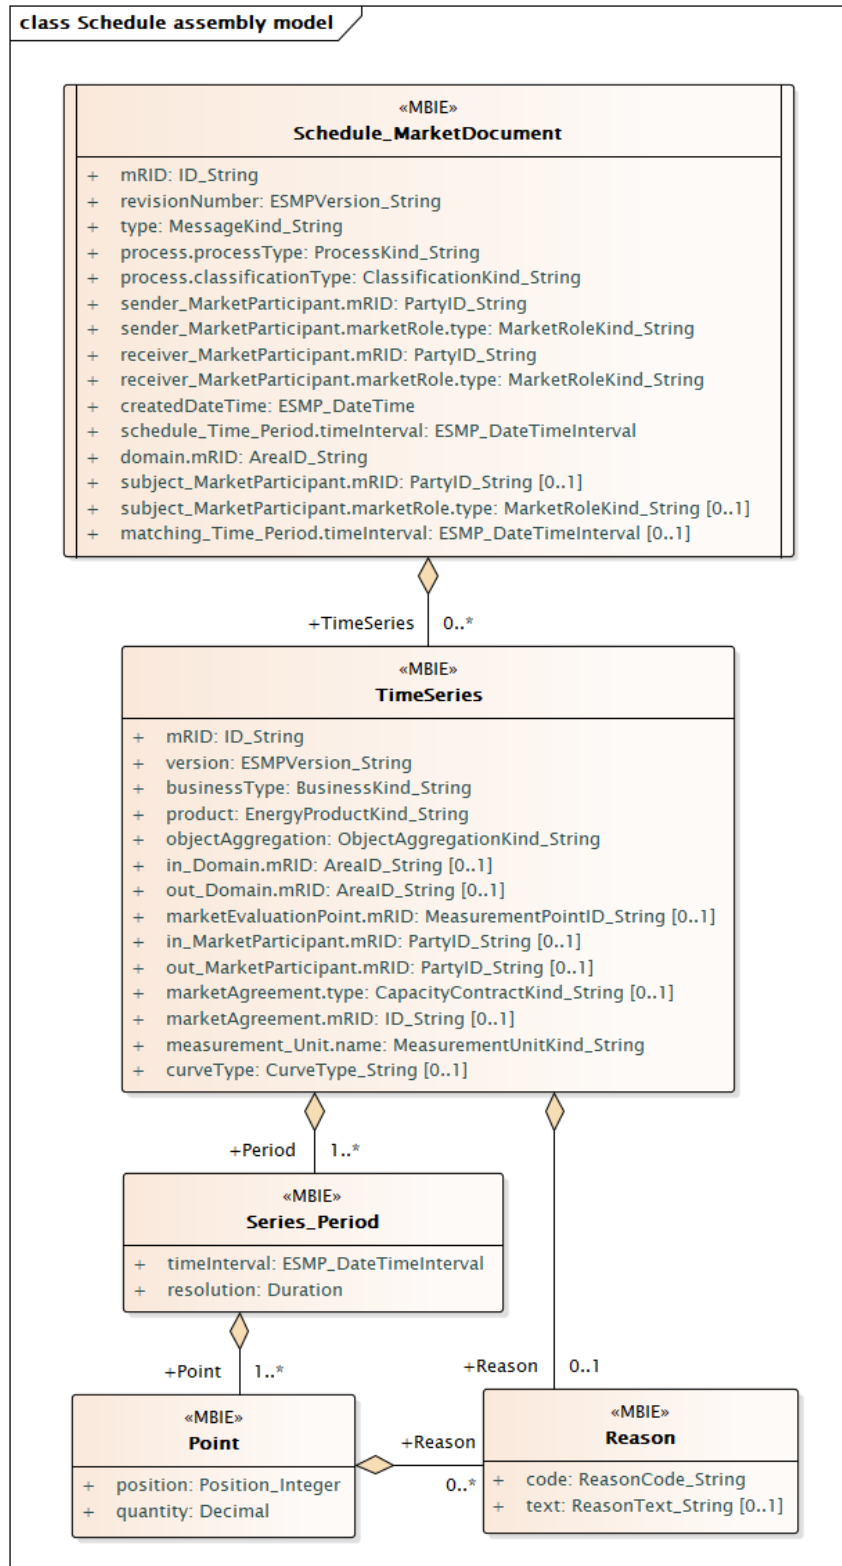 class Schedule assembly model
«MBIE»
Schedule_MarketDocument
+ mRID: ID_String
+ revisionNumber: ESMPVersion_String
+ type: MessageKind_String
+ process.processType: ProcessKind_String
+ process.classificationType: ClassificationKind_String
+ sender_MarketParticipant.mRID: PartyID_String
+ sender_MarketParticipant.marketRole.type: MarketRoleKind_String
+ receiver_MarketParticipant.mRID: PartyID_String
+ receiver_MarketParticipant.marketRole.type: MarketRoleKind_String
+ createdDateTime: ESMP_DateTime
+ schedule_Time_Period.timeInterval: ESMP_DateTimeInterval
+ domain.mRID: AreaID_String
+ subject_MarketParticipant.mRID: PartyID_String [0..1]
+ subject_MarketParticipant.marketRole.type: MarketRoleKind_String [0..1]
+ matching_Time_Period.timeInterval: ESMP_DateTimeInterval [0..1]
+TimeSeries 0..*
«MBIE»
TimeSeries
+ mRID: ID_String
+ version: ESMPVersion_String
+ businessType: BusinessKind_String
+ product: EnergyProductKind_String
+ objectAggregation: ObjectAggregationKind_String
+ in_Domain.mRID: AreaID_String [0..1]
+ out_Domain.mRID: AreaID_String [0..1]
+ marketEvaluationPoint.mRID: MeasurementPointID_String [0..1]
+ in_MarketParticipant.mRID: PartyID_String [0..1]
+ out_MarketParticipant.mRID: PartyID_String [0..1]
+ marketAgreement.type: CapacityContractKind_String [0..1]
+ marketAgreement.mRID: ID_String [0..1]
+ measurement_Unit.name: MeasurementUnitKind_String
+ curveType: CurveType_String [0..1]
+Period 1..*
«MBIE»
Series_Period
+ timeInterval: ESMP_DateTimeInterval
+ resolution: Duration
+Point 1..*
+Reason 0..1
«MBIE»
Point
+ position: Position_Integer
+ quantity: Decimal
+Reason
0..*
«MBIE»
Reason
+ code: ReasonCode_String
+ text: ReasonText_String [0..1]